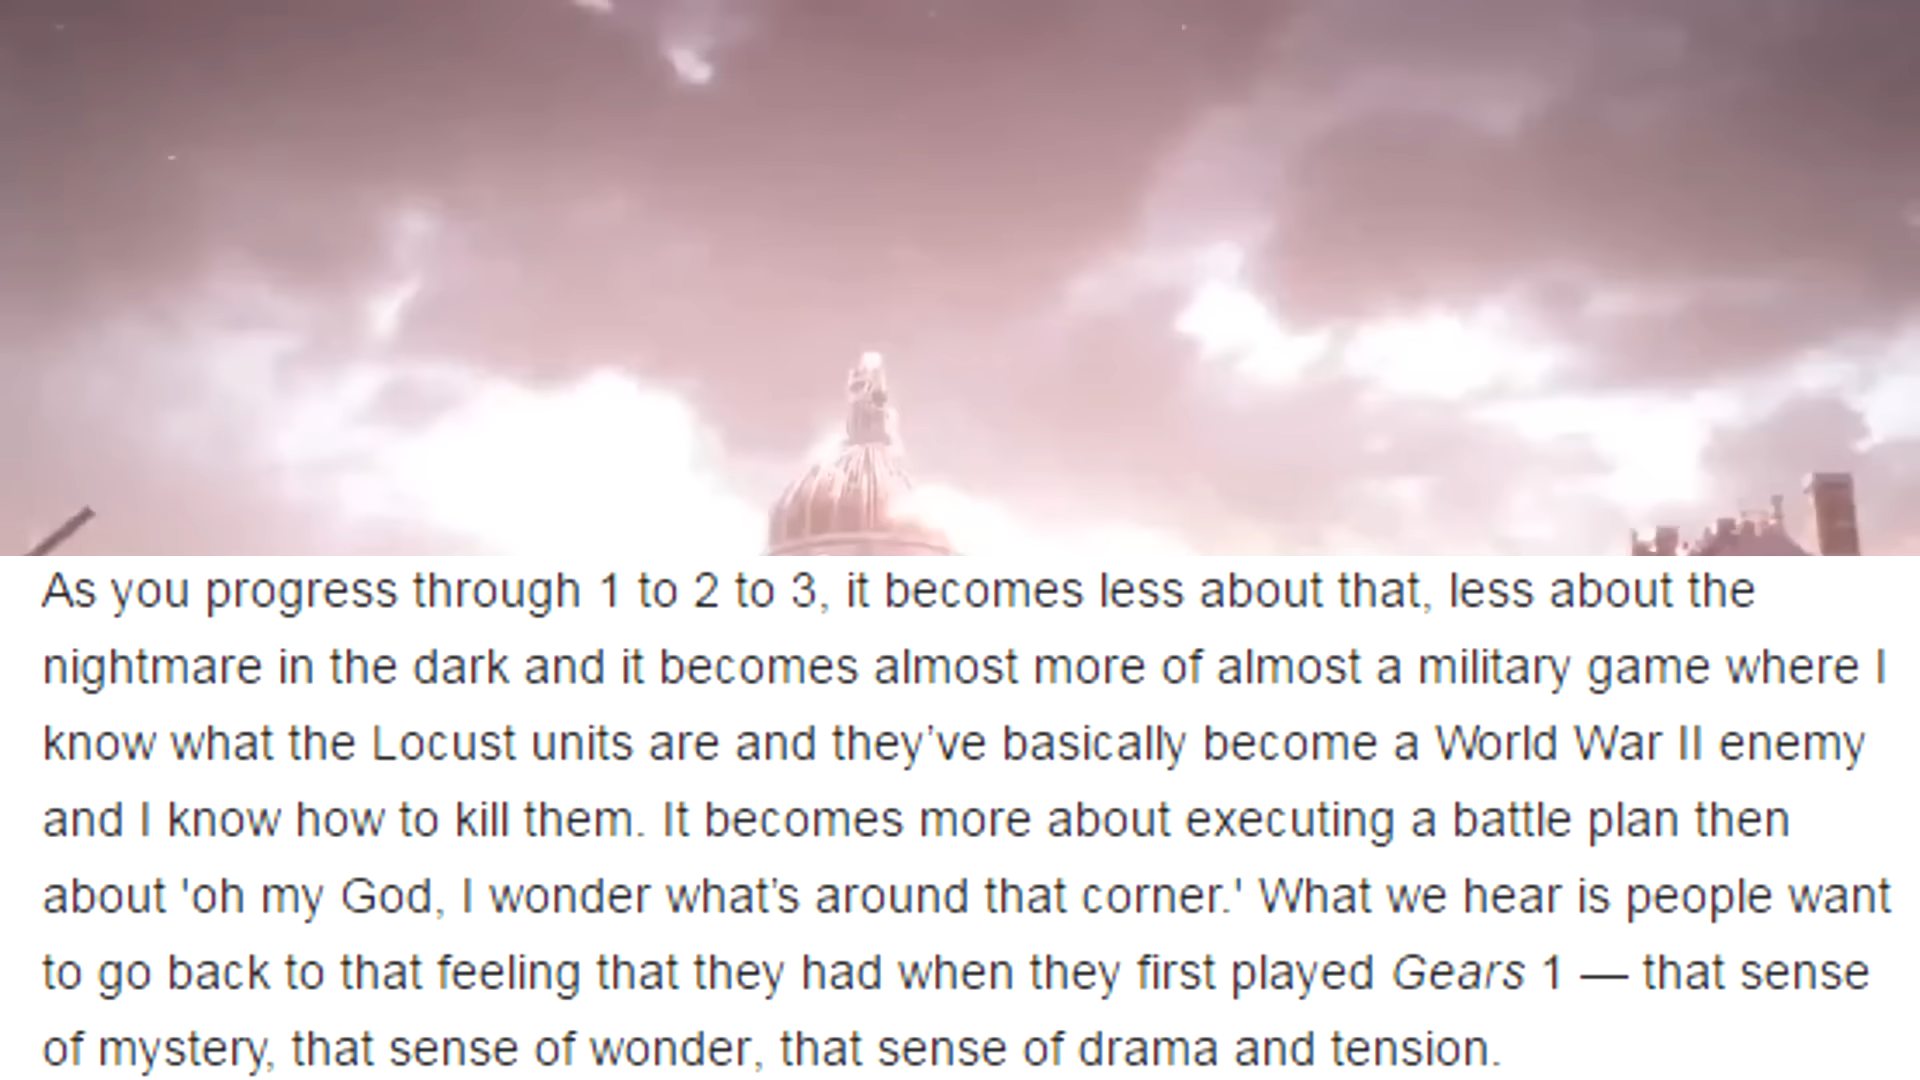 As you progress through 1 to 2 to 3, it becomes less about that, less about the
nightmare in the dark and it becomes almost more of almost a military game where I
know what the Locust units are and they’ve basically become a World War II enemy
and I know how to kill them. It becomes more about executing a battle plan then
about 'oh my God, I wonder what’s around that corner.' What we hear is people want
to go back to that feeling that they had when they first played Gears 1 — that sense
of mystery, that sense of wonder, that sense of drama and tension.